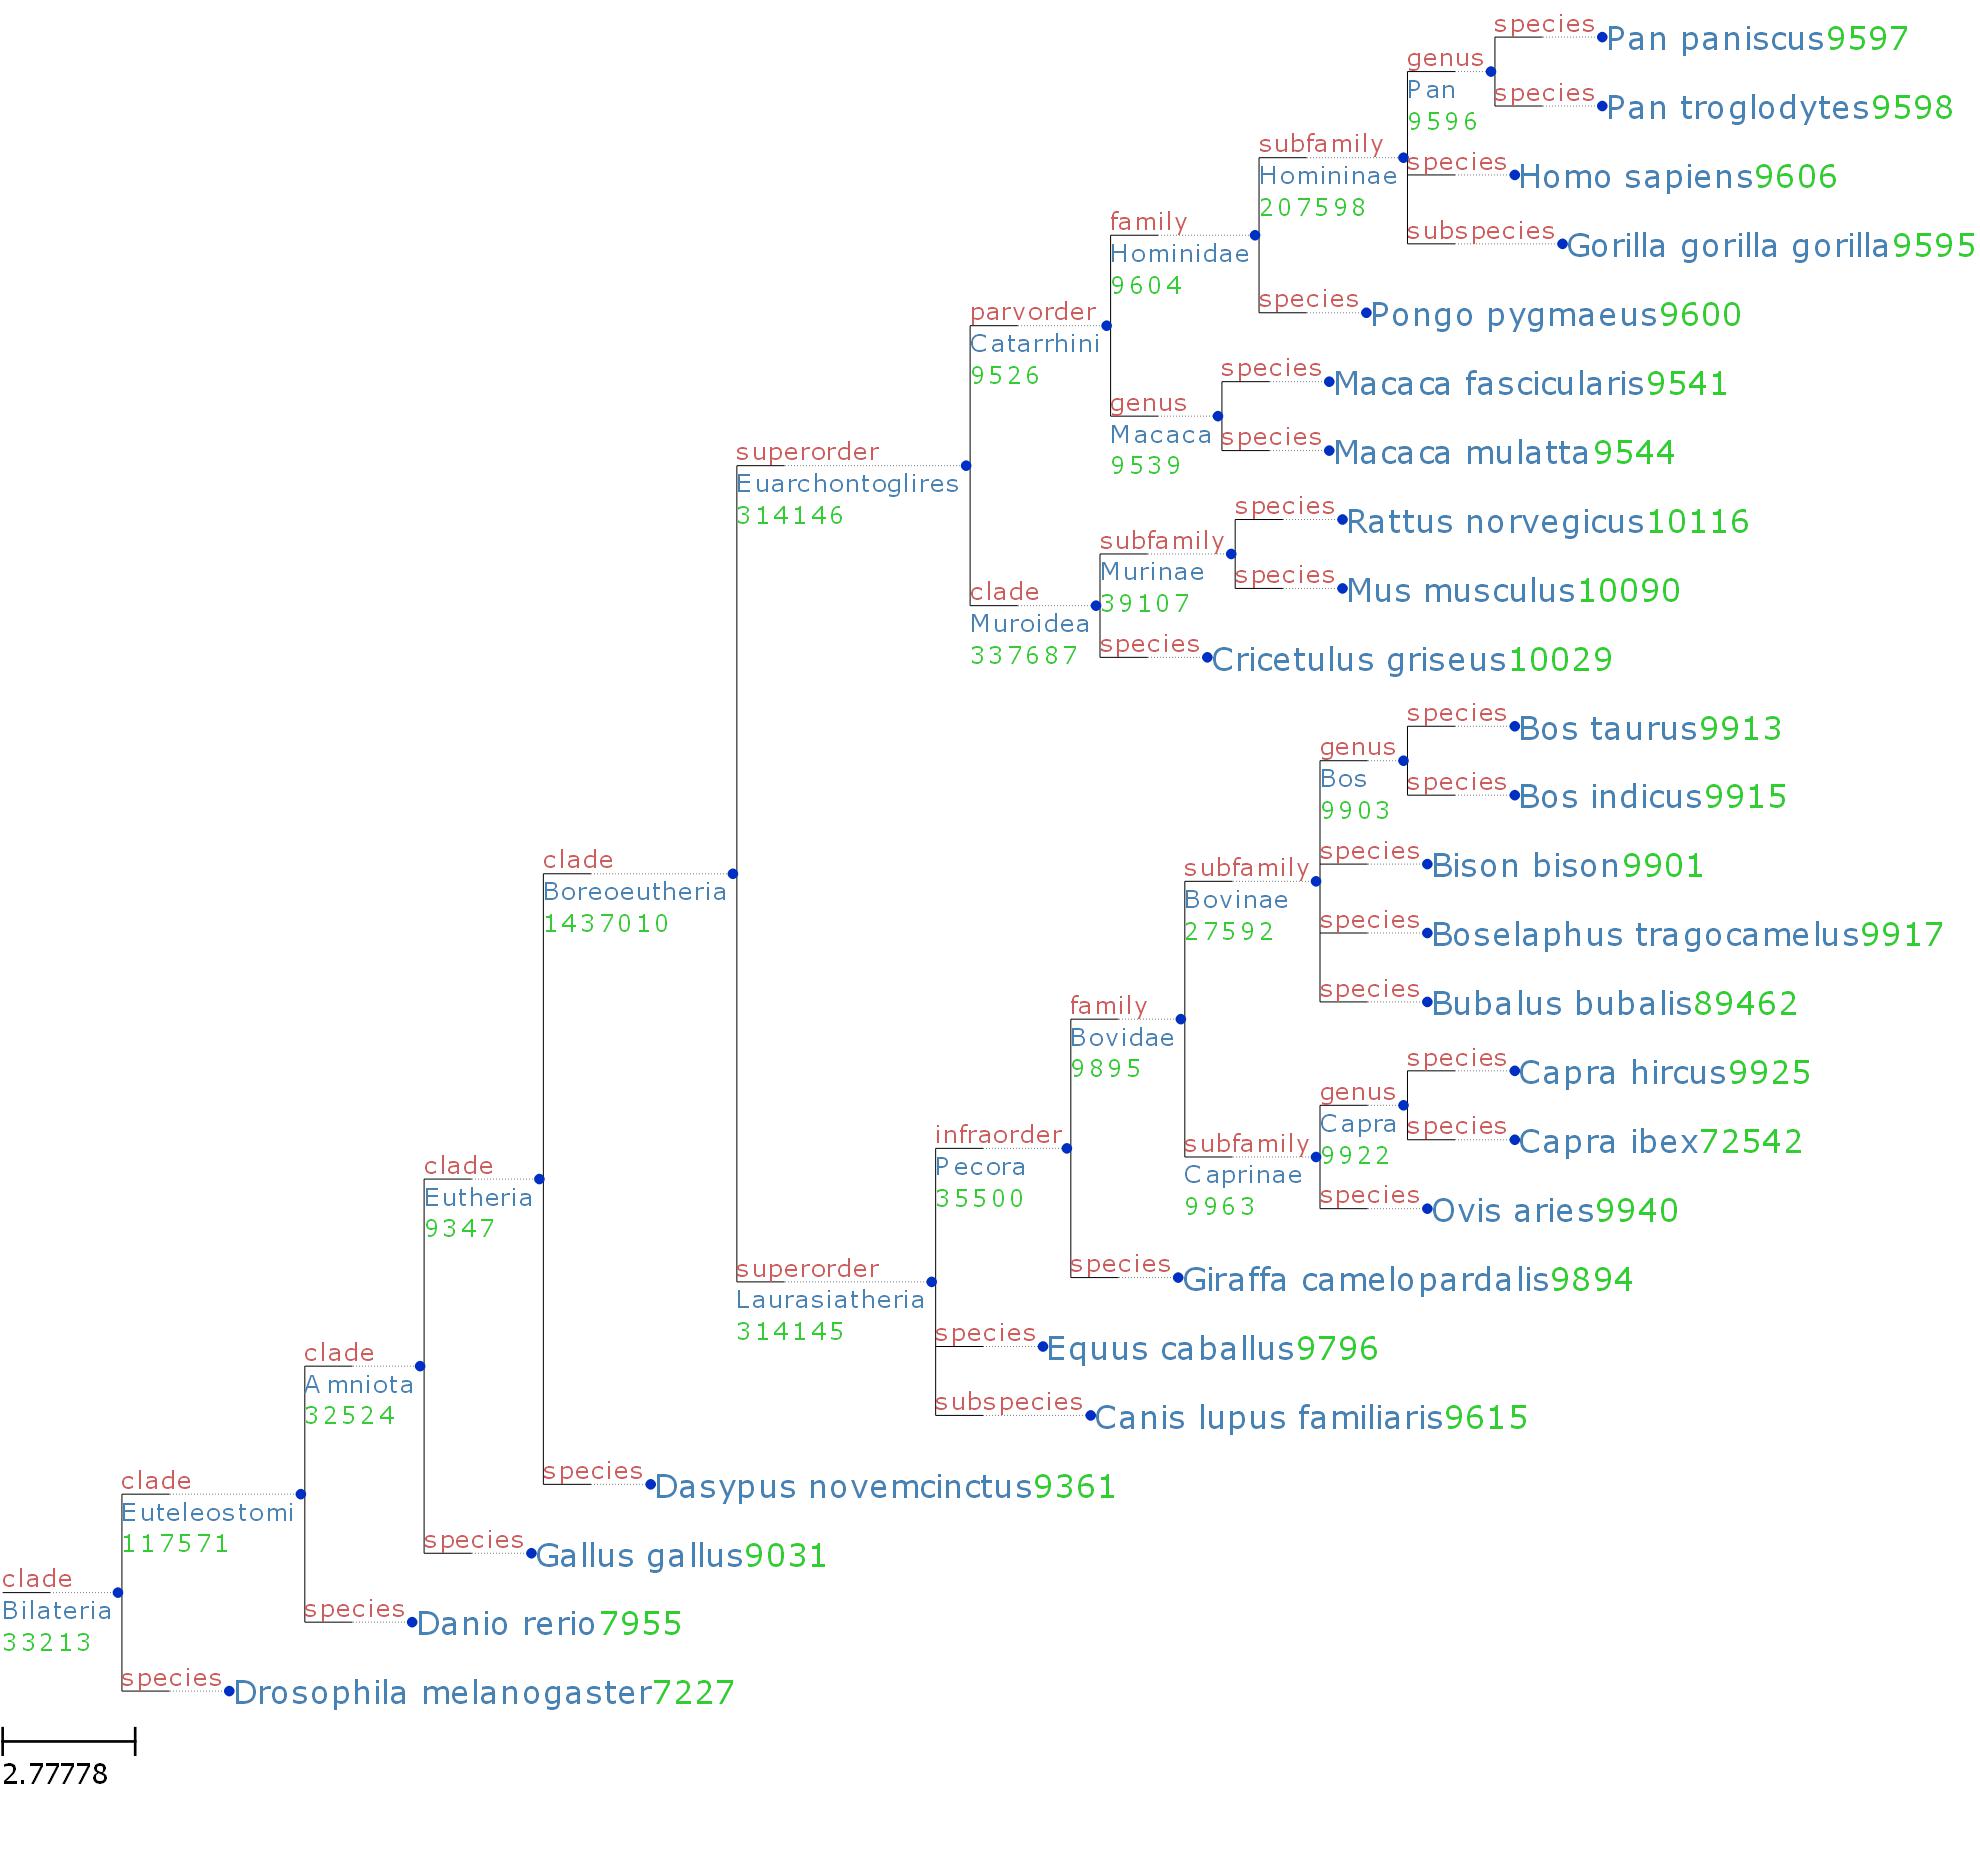 species
Pan paniscus9597
genus
Pan
9596
species
Pan troglodytes9598
subfamily
Homininae
207598
species
Homo sapiens9606
family
Hominidae
9604
subspecies
Gorilla gorilla gorilla9595
parvorder
Catarrhini
9526
species
Pongo pygmaeus9600
species
Macaca fascicularis9541
genus
Macaca
9539
species
Macaca mulatta9544
superorder
Euarchontoglires
314146
species
Rattus norvegicus10116
subfamily
Murinae
39107
species
Mus musculus10090
clade
Muroidea
337687
species
Cricetulus griseus10029
species
Bos taurus9913
genus
Bos
9903
species
Bos indicus9915
clade
Boreoeutheria
1437010
species
Bison bison9901
subfamily
Bovinae
27592
species
Boselaphus tragocamelus9917
species
Bubalus bubalis89462
family
Bovidae
9895
species
Capra hircus9925
genus
Capra
9922
species
Capra ibex72542
infraorder
Pecora
35500
subfamily
Caprinae
9963
species
Ovis aries9940
clade
Eutheria
9347
superorder
Laurasiatheria
314145
species
Giraffa camelopardalis9894
species
Equus caballus9796
clade
Amniota
32524
subspecies
Canis lupus familiaris9615
species
Dasypus novemcinctus9361
clade
Euteleostomi
117571
species
Gallus gallus9031
clade
Bilateria
33213
species
Danio rerio7955
species
Drosophila melanogaster7227
2.77778